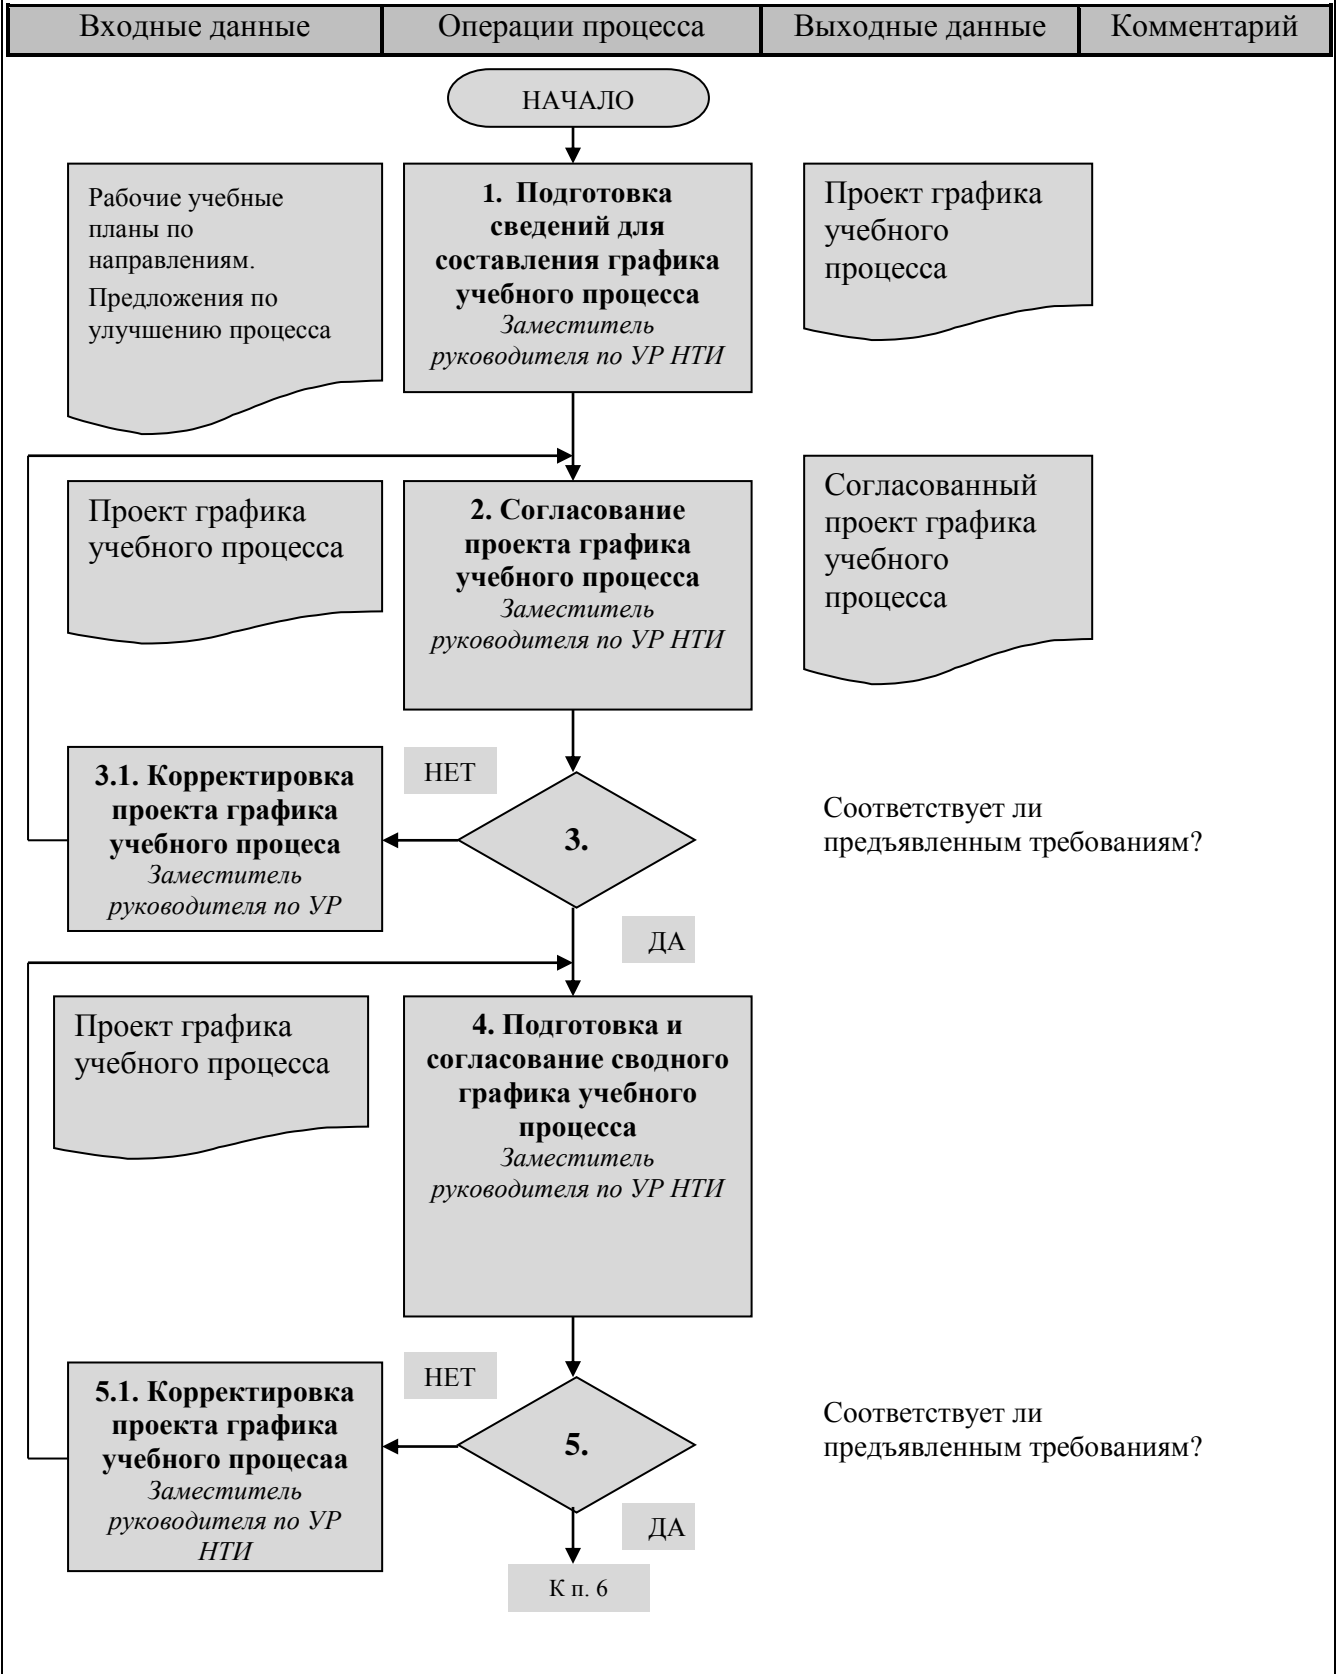 Входные данные
Операции процесса
Выходные данные
Комментарий
НАЧАЛО
Рабочие учебные
планы по
направлениям.
Предложения по
улучшению процесса
1. Подготовка
сведений для
составления графика
учебного процесса
Заместитель
руководителя по УР НТИ
Проект графика
учебного
процесса
Проект графика
учебного процесса
2. Согласование
проекта графика
учебного процесса
Заместитель
руководителя по УР НТИ
Согласованный
проект графика
учебного
процесса
3.1. Корректировка
проекта графика
учебного процеса
Заместитель
руководителя по УР
НЕТ
3.
Соответствует ли
предъявленным требованиям?
ДА
Проект графика
учебного процесса
4. Подготовка и
согласование сводного
графика учебного
процесса
Заместитель
руководителя по УР НТИ
5.1. Корректировка
проекта графика
учебного процесаа
Заместитель
руководителя по УР
НТИ
НЕТ
5.
Соответствует ли
предъявленным требованиям?
ДА
К п. 6